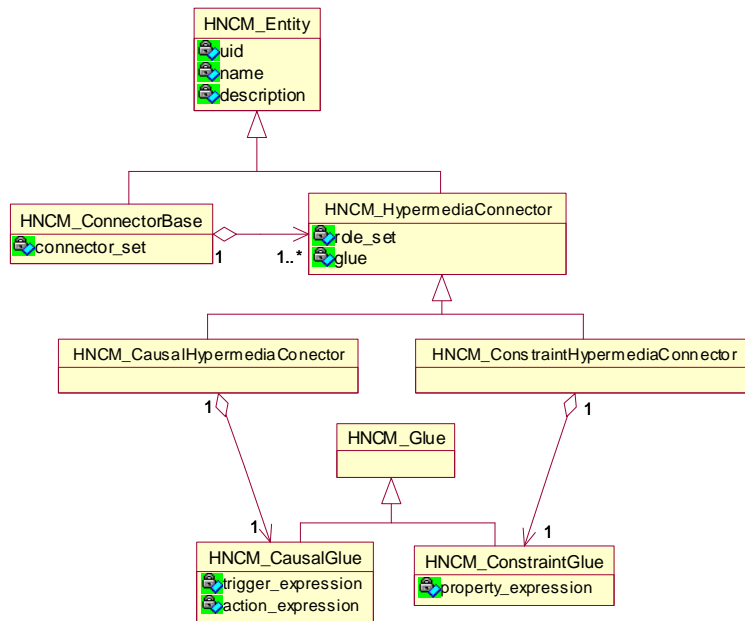 HNCM_Entity
uid
name
description
HNCM_ConnectorBase
connector_set
1
1..*
HNCM_HypermediaConnector
role_set
glue
HNCM_CausalHypermediaConector
HNCM_ConstraintHypermediaConnector
1
1
HNCM_Glue
1
1
HNCM_CausalGlue
trigger_expression
action_expression
HNCM_ConstraintGlue
property_expression